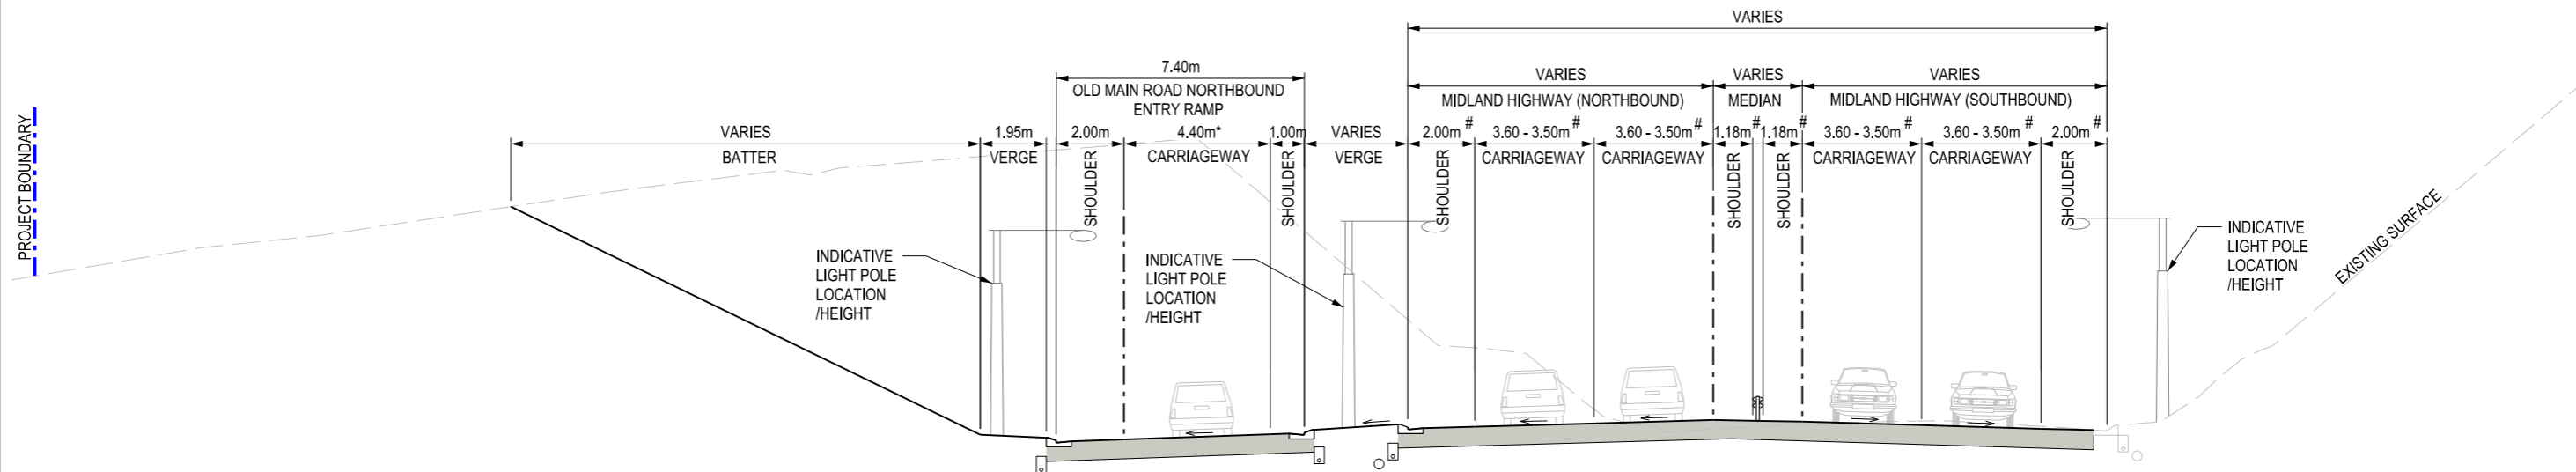 VARIES
7.40m
OLD MAIN ROAD NORTHBOUND
ENTRY RAMP
VARIES
VARIES
VARIES
MIDLAND HIGHWAY (NORTHBOUND)
MEDIAN
MIDLAND HIGHWAY (SOUTHBOUND)
PROJECT BOUNDARY
VARIES
BATTER
1.95m
VERGE
2.00m
SHOULDER
4.40m*
CARRIAGEWAY
1.00m
SHOULDER
VARIES
VERGE
2.00m #
SHOULDER
3.60 - 3.50m #
CARRIAGEWAY
3.60 - 3.50m #
CARRIAGEWAY
1.18m #
SHOULDER
1.18m #
SHOULDER
3.60 - 3.50m #
CARRIAGEWAY
3.60 - 3.50m #
CARRIAGEWAY
2.00m #
SHOULDER
INDICATIVE
LIGHT POLE
LOCATION
/HEIGHT
INDICATIVE
LIGHT POLE
LOCATION
/HEIGHT
INDICATIVE
LIGHT POLE
LOCATION
/HEIGHT
EXISTING SURFACE